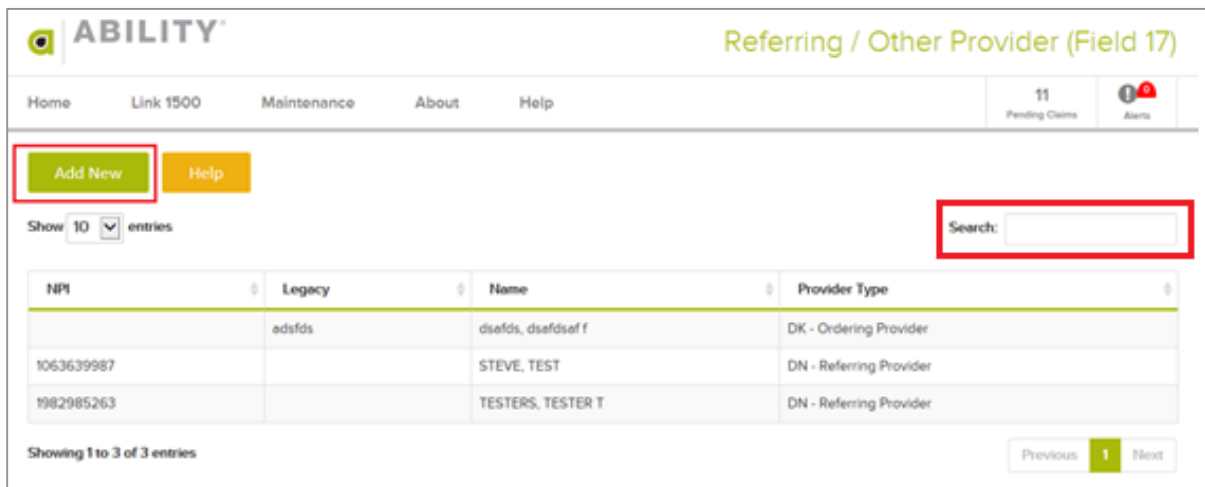 a ABILITY
Referring / Other Provider (Field 17)
Home Link 1500 Maintenance About Help 11 0
Pending Claims Alerts
Add New Help
Show 10 entries Search:
NPI Legacy Name Provider Type
adsfds dsafds, dsafdsaf f DK - Ordering Provider
1063639987 STEVE, TEST DN - Referring Provider
1982985263 TESTERS, TESTER T DN - Referring Provider
Showing 1 to 3 of 3 entries Previous 1 Next